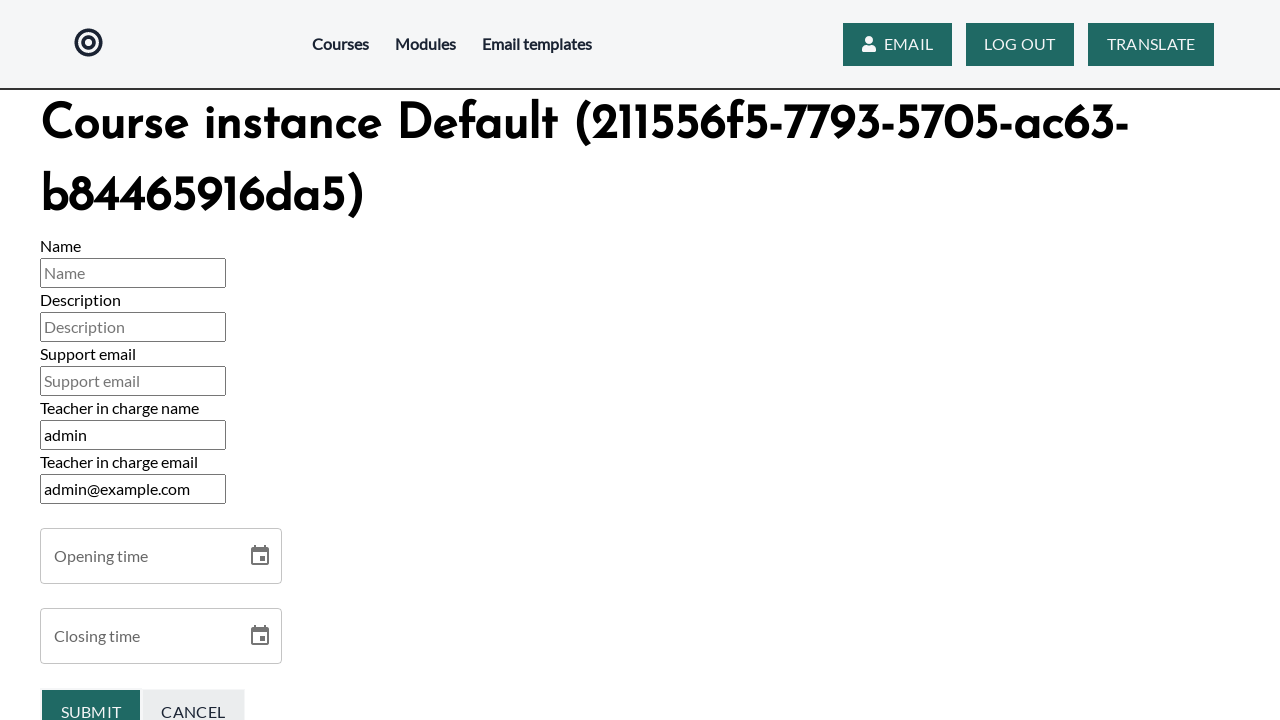 Courses Modules Email templates EMAIL LOG OUT TRANSLATE
Course instance Default (211556f5-7793-5705-ac63-
b84465916da5)
Name
Name
Description
Description
Support email
Support email
Teacher in charge name
admin
Teacher in charge email
admin@example.com
Opening time
Closing time
SUBMIT CANCEL